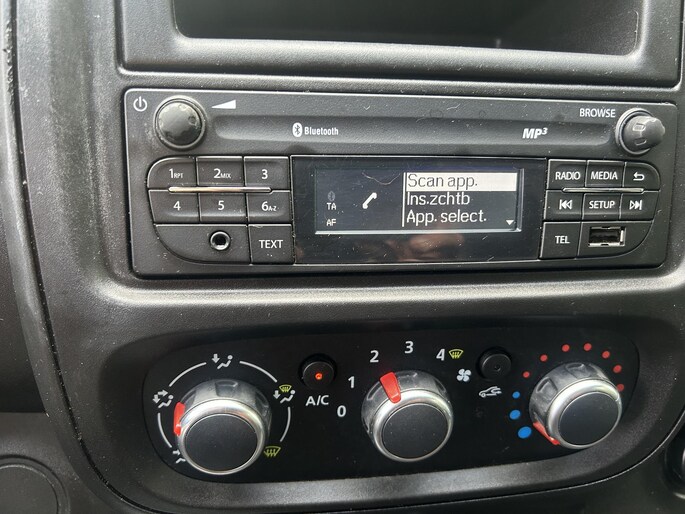 BROWSE
Bluetooth
MP3
1RPT 2MIX 3
Scan app.
RADIO MEDIA
TA
Ins.zchtb
4 5 6A-Z
SETUP
AF
App. select.
TEXT
TEL
0 1 2 3 4
A/C